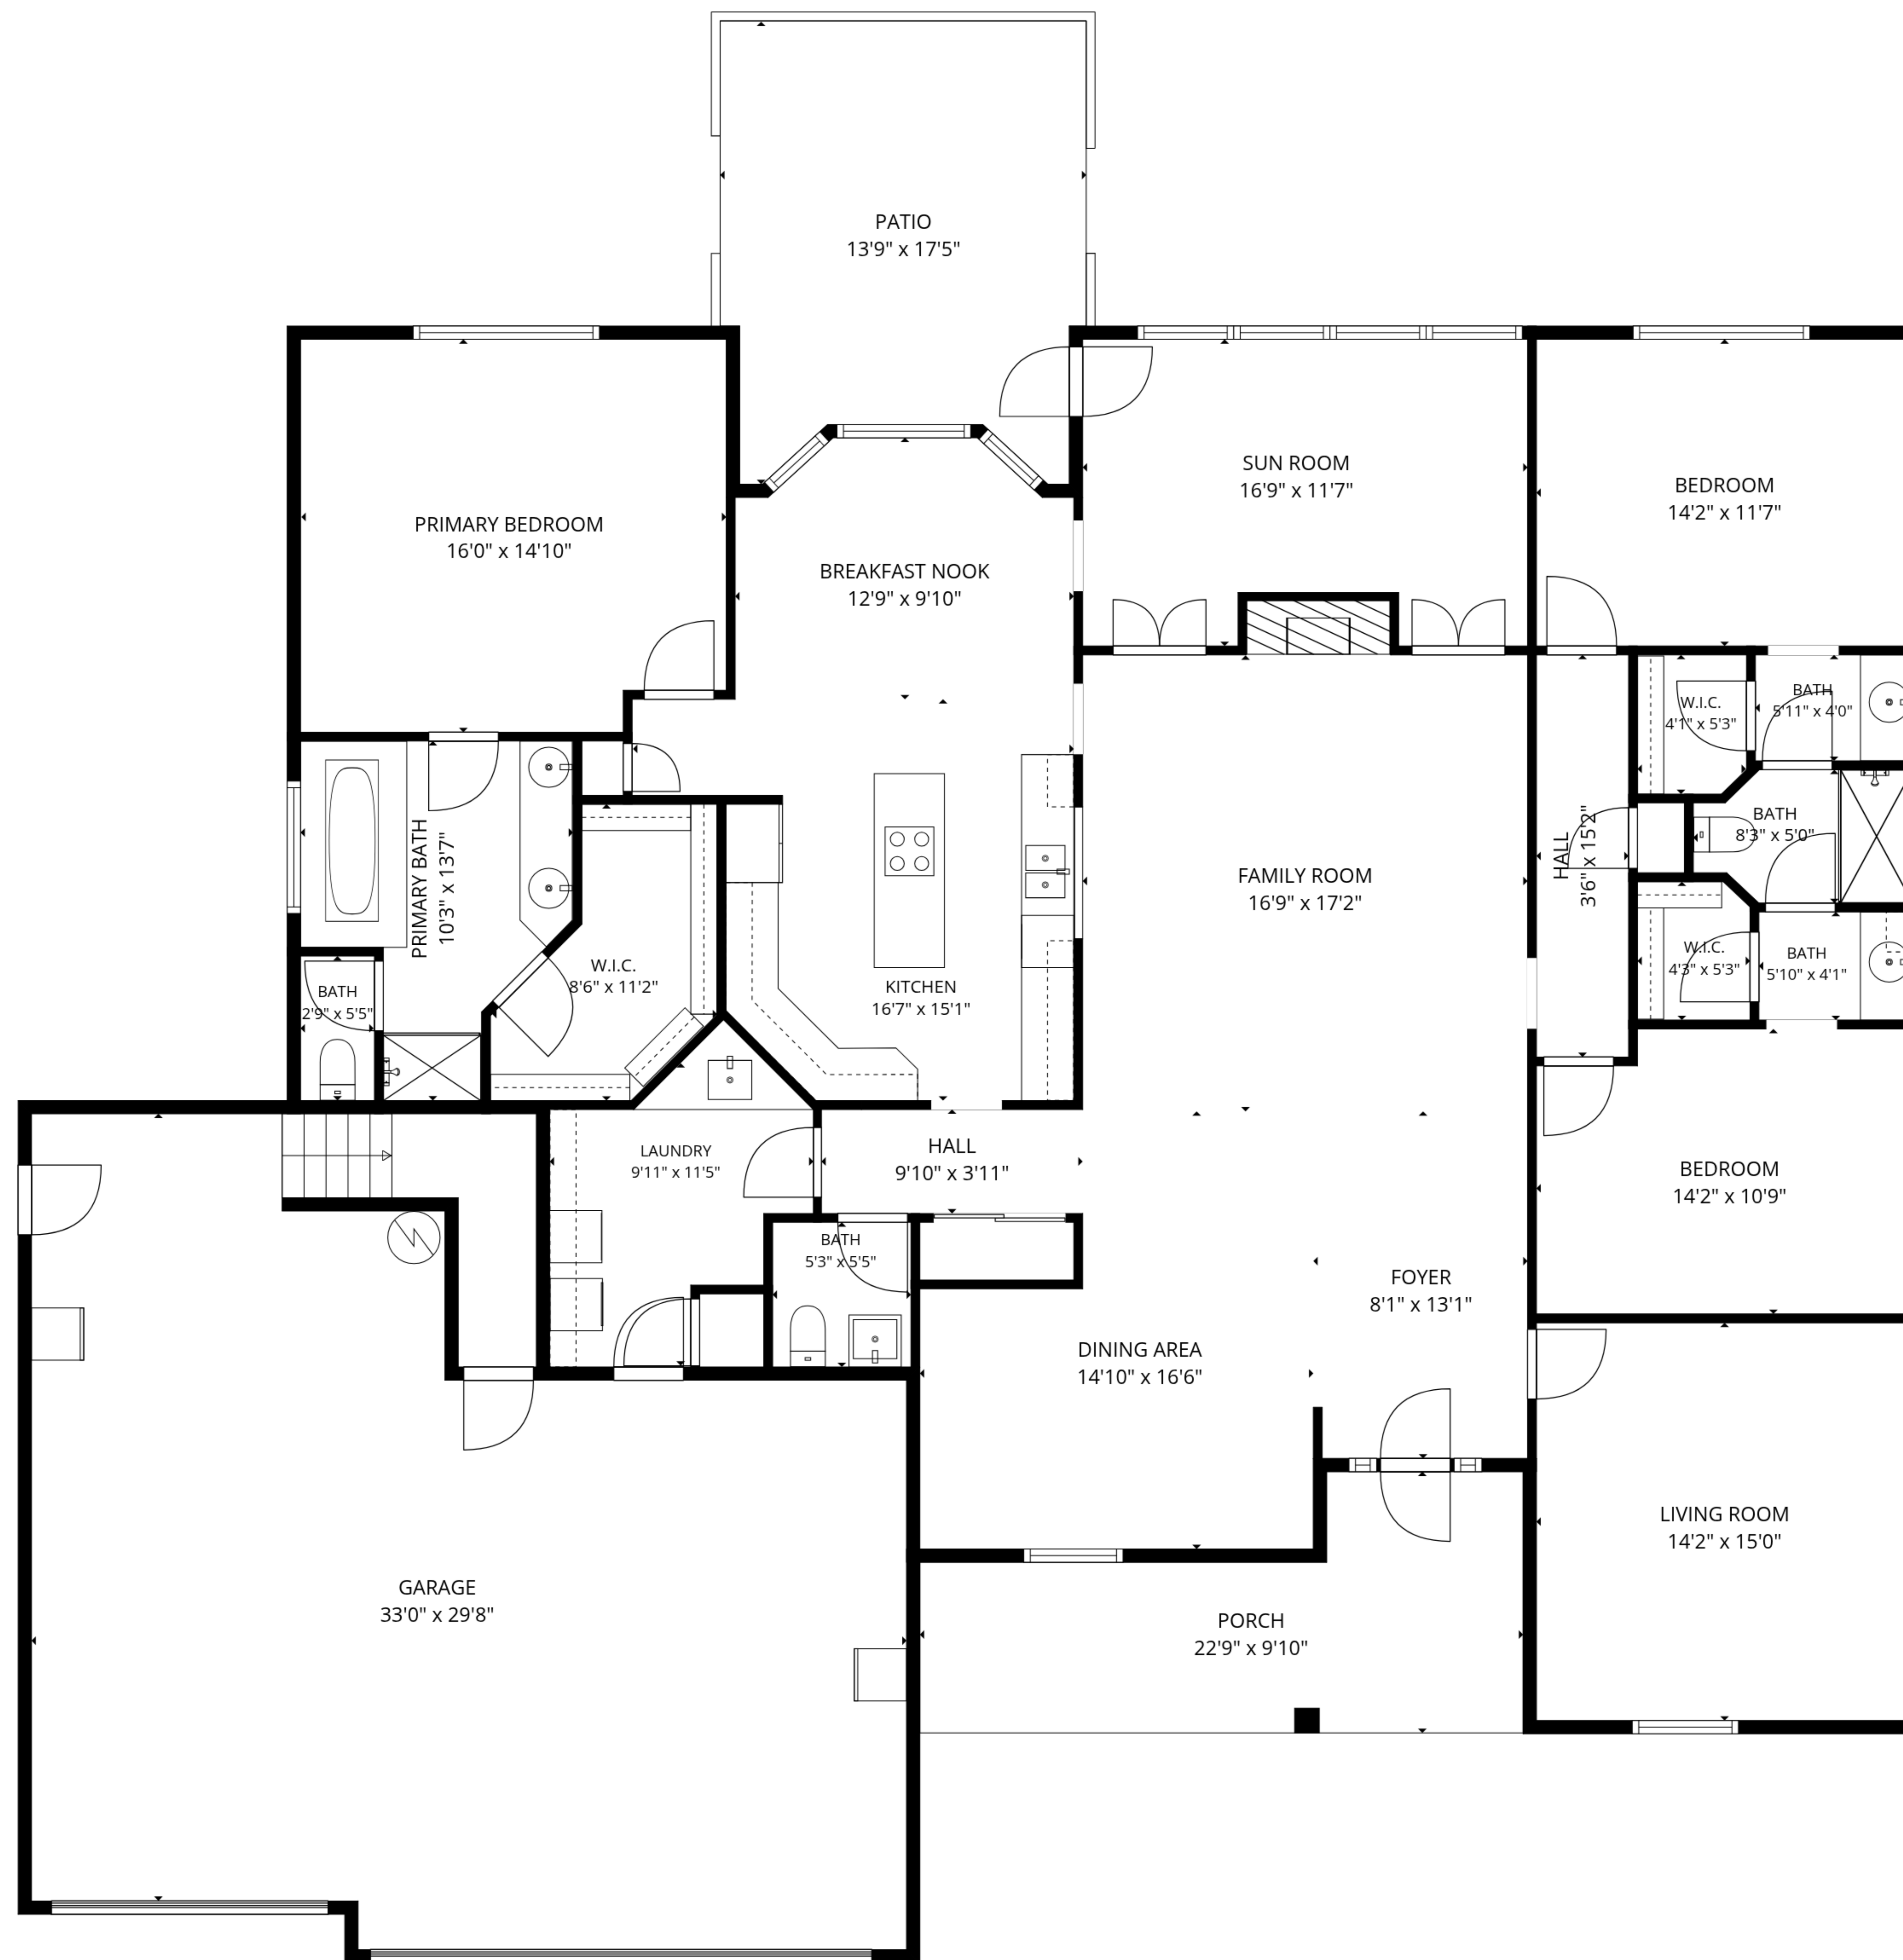 PATIO
13'9" x 17'5"
SUN ROOM
16'9" x 11'7"
BEDROOM
14'2" x 11'7"
PRIMARY BEDROOM
16'0" x 14'10"
BREAKFAST NOOK
12'9" x 9'10"
W.I.C.
4'1" x 5'3"
BATH
5'11" x 4'0"
PRIMARY BATH
10'3" x 13'7"
FAMILY ROOM
16'9" x 17'2"
HALL
3'6" x 15'2"
BATH
8'3" x 5'0"
W.I.C.
8'6" x 11'2"
KITCHEN
16'7" x 15'1"
W.I.C.
4'3" x 5'3"
BATH
5'10" x 4'1"
BATH
2'9" x 5'5"
LAUNDRY
9'11" x 11'5"
HALL
9'10" x 3'11"
BEDROOM
14'2" x 10'9"
BATH
5'3" x 5'5"
FOYER
8'1" x 13'1"
DINING AREA
14'10" x 16'6"
LIVING ROOM
14'2" x 15'0"
GARAGE
33'0" x 29'8"
PORCH
22'9" x 9'10"